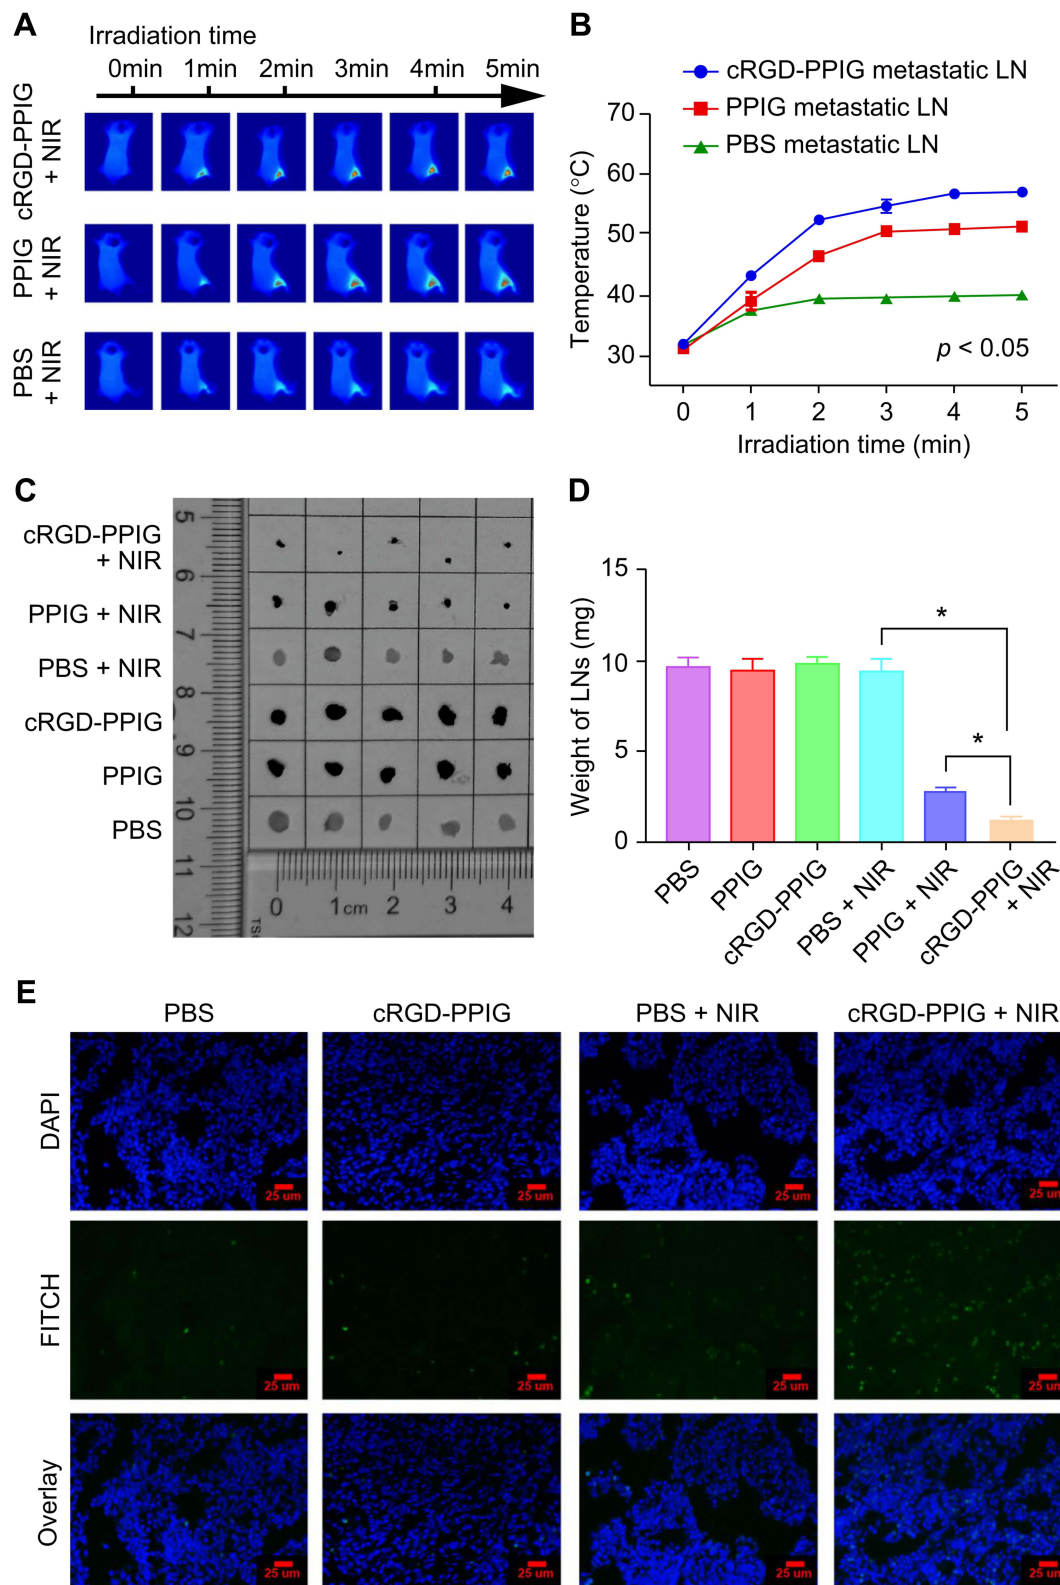 A
Irradiation time
0min 1min 2min 3min 4min 5min
cRGD-PPIG
+ NIR
PPIG
+ NIR
PBS
+ NIR
B
cRGD-PPIG metastatic LN
PPIG metastatic LN
PBS metastatic LN
Temperature (°C)
70
60
50
40
30
p < 0.05
0 1 2 3 4 5
Irradiation time (min)
C
cRGD-PPIG
+ NIR
PPIG + NIR
PBS + NIR
cRGD-PPIG
PPIG
PBS
5
6
7
8
9
10
11
12
0 1cm 2 3 4
D
Weight of LNs (mg)
15
10
5
0
*
*
PBS
PPIG
cRGD-PPIG
PBS + NIR
PPIG + NIR
cRGD-PPIG
+ NIR
E
PBS cRGD-PPIG PBS + NIR cRGD-PPIG + NIR
DAPI
25 um 25 um 25 um 25 um
FITCH
25 um 25 um 25 um 25 um
Overlay
25 um 25 um 25 um 25 um